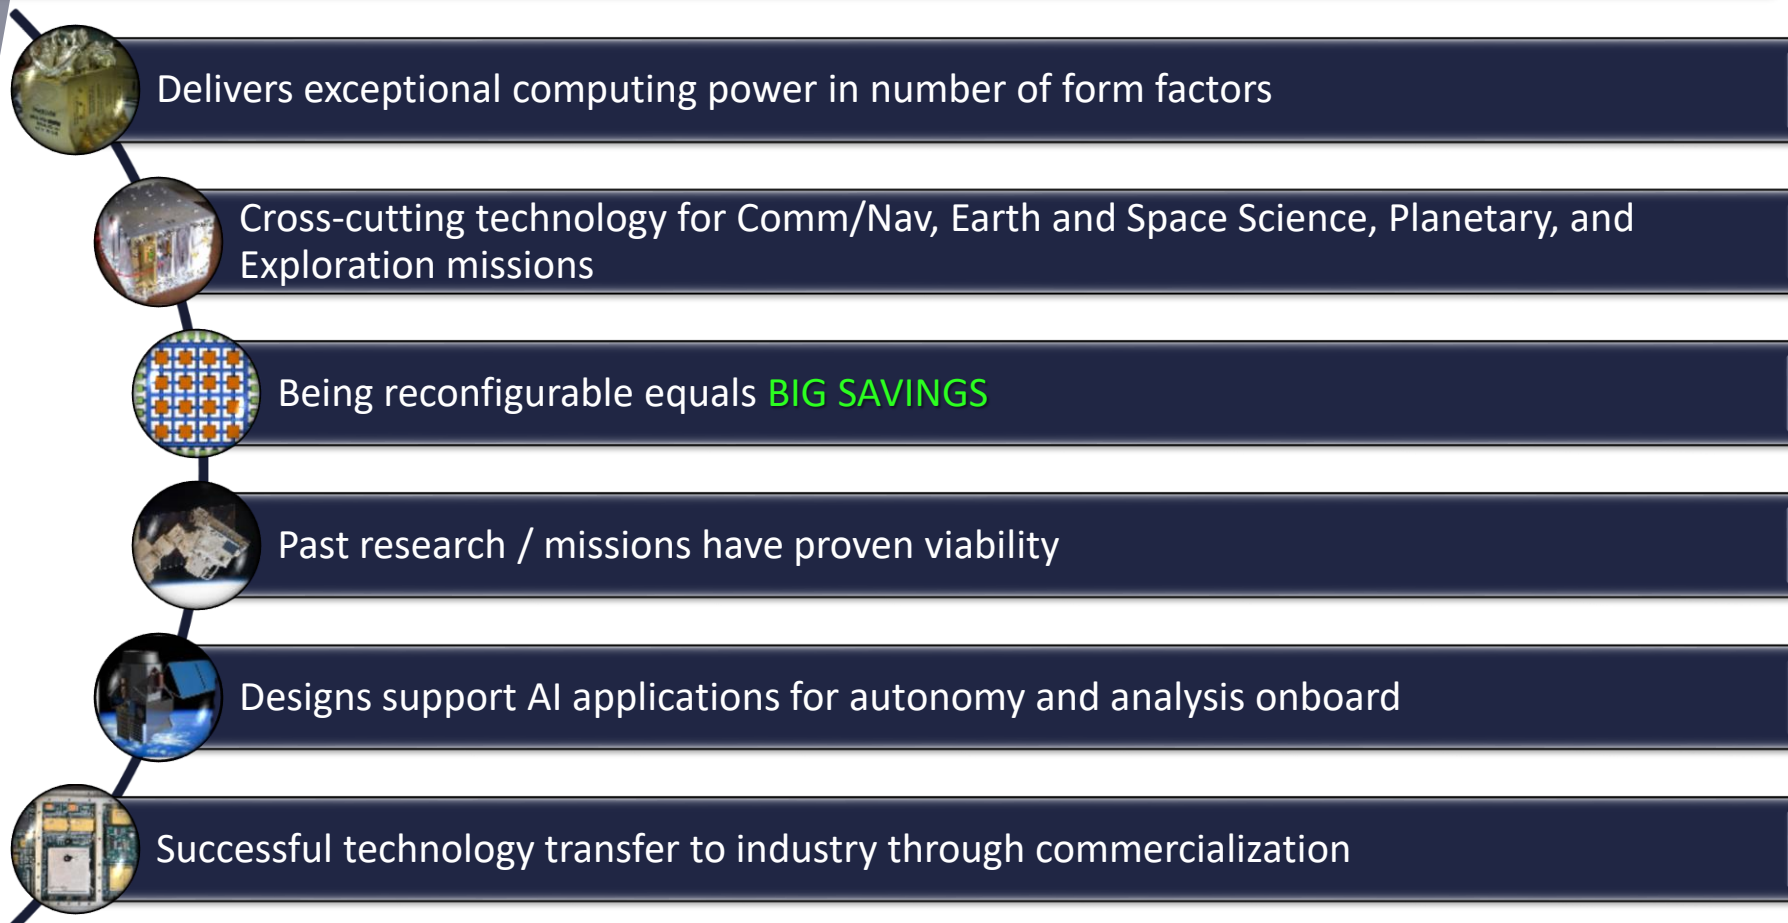 Delivers exceptional computing power in number of form factors
Cross-cutting technology for Comm/Nav, Earth and Space Science, Planetary, and
Exploration missions
Being reconfigurable equals BIG SAVINGS
Past research / missions have proven viability
Designs support AI applications for autonomy and analysis onboard
Successful technology transfer to industry through commercialization